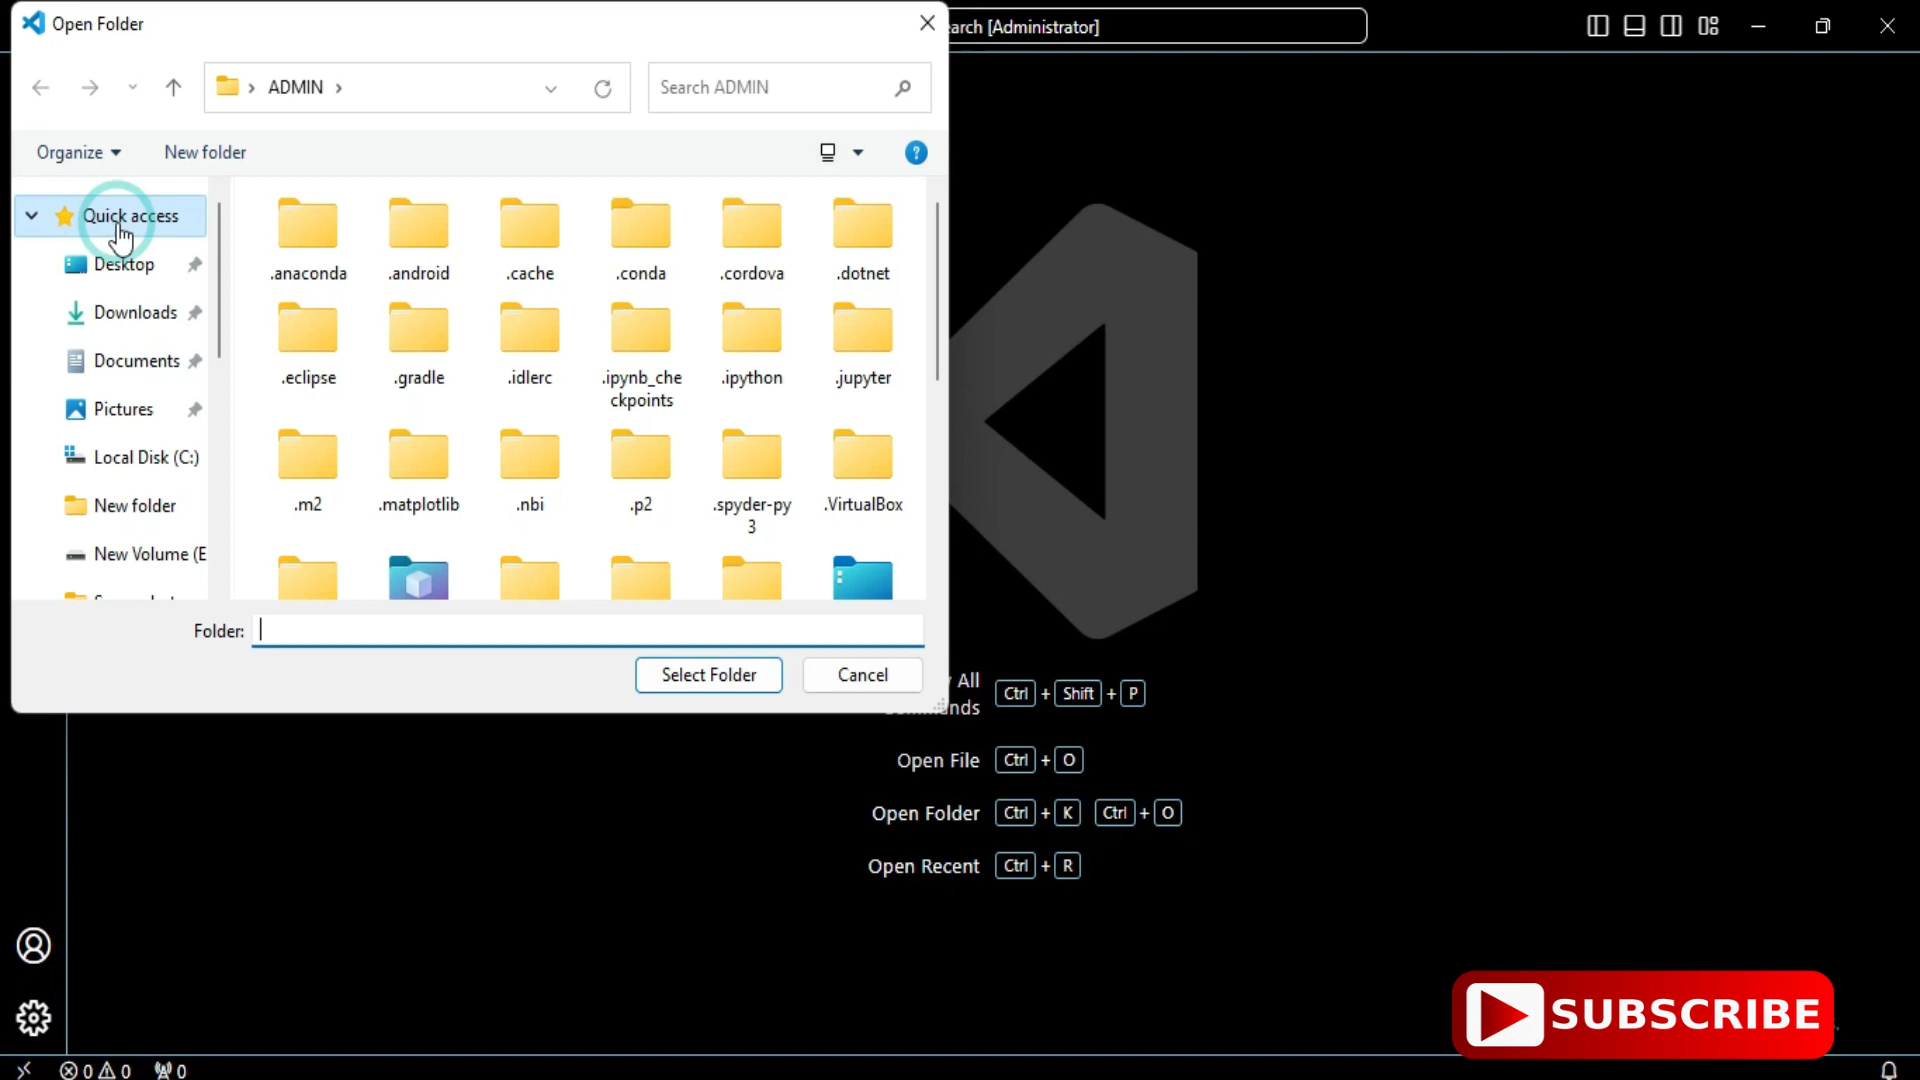 Open Folder
arch [Administrator]
ADMIN
Search ADMIN
Organize
New folder
Quick access
Desktop
Downloads
Documents
Pictures
Local Disk (C:)
New folder
New Volume (E
.anaconda
.android
.cache
.conda
.cordova
.dotnet
.eclipse
.gradle
.idlerc
.ipynb_che
ckpoints
.ipython
.jupyter
.m2
.matplotlib
.nbi
.p2
.spyder-py
3
.VirtualBox
Folder:
Select Folder
Cancel
All
nds
Ctrl + Shift + P
Open File Ctrl + O
Open Folder Ctrl + K Ctrl + O
Open Recent Ctrl + R
SUBSCRIBE
0 0 0